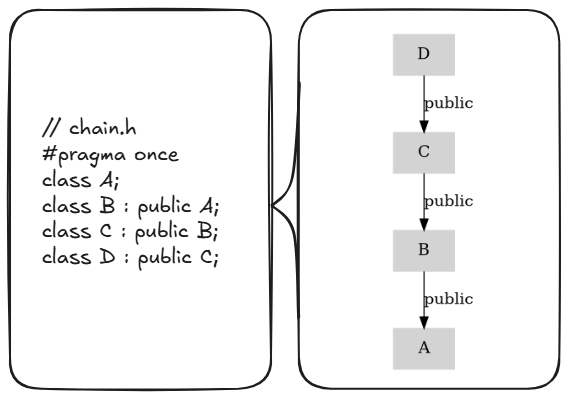 // chain.h
#pragma once
class A;
class B : public A;
class C : public B;
class D : public C;
D
public
C
public
B
public
A